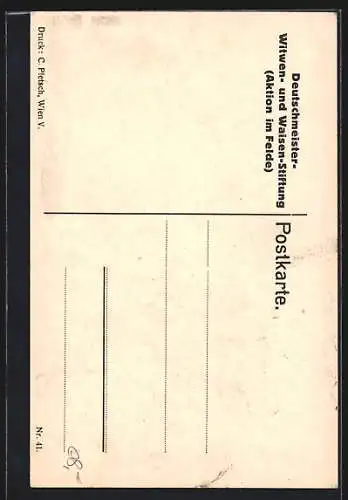 Deutschmeister-
Witwen- und Waisen-Stiftung
(Aktion im Felde)
Postkarte.
Druck: C. Pietsch, Wien V.
Nr. 41.